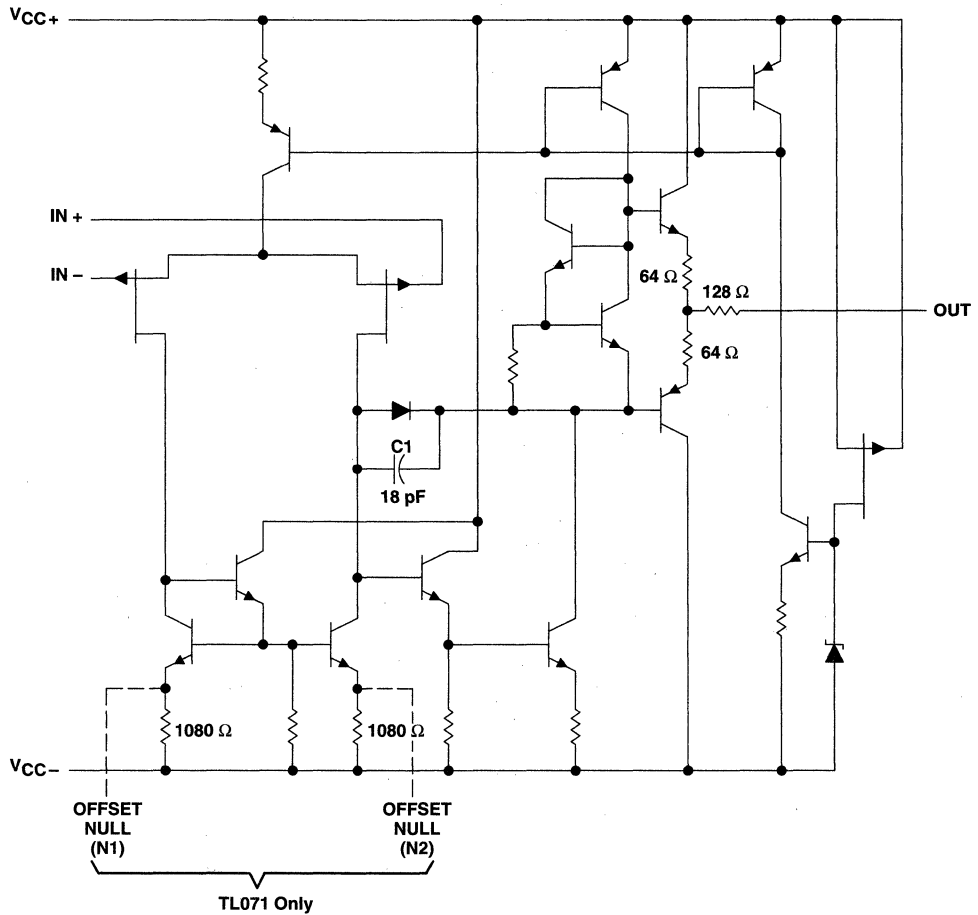 VCC+
IN +
IN –
64 Ω
128 Ω
OUT
64 Ω
C1
18 pF
1080 Ω
1080 Ω
VCC–
OFFSET
NULL
(N1)
OFFSET
NULL
(N2)
TL071 Only